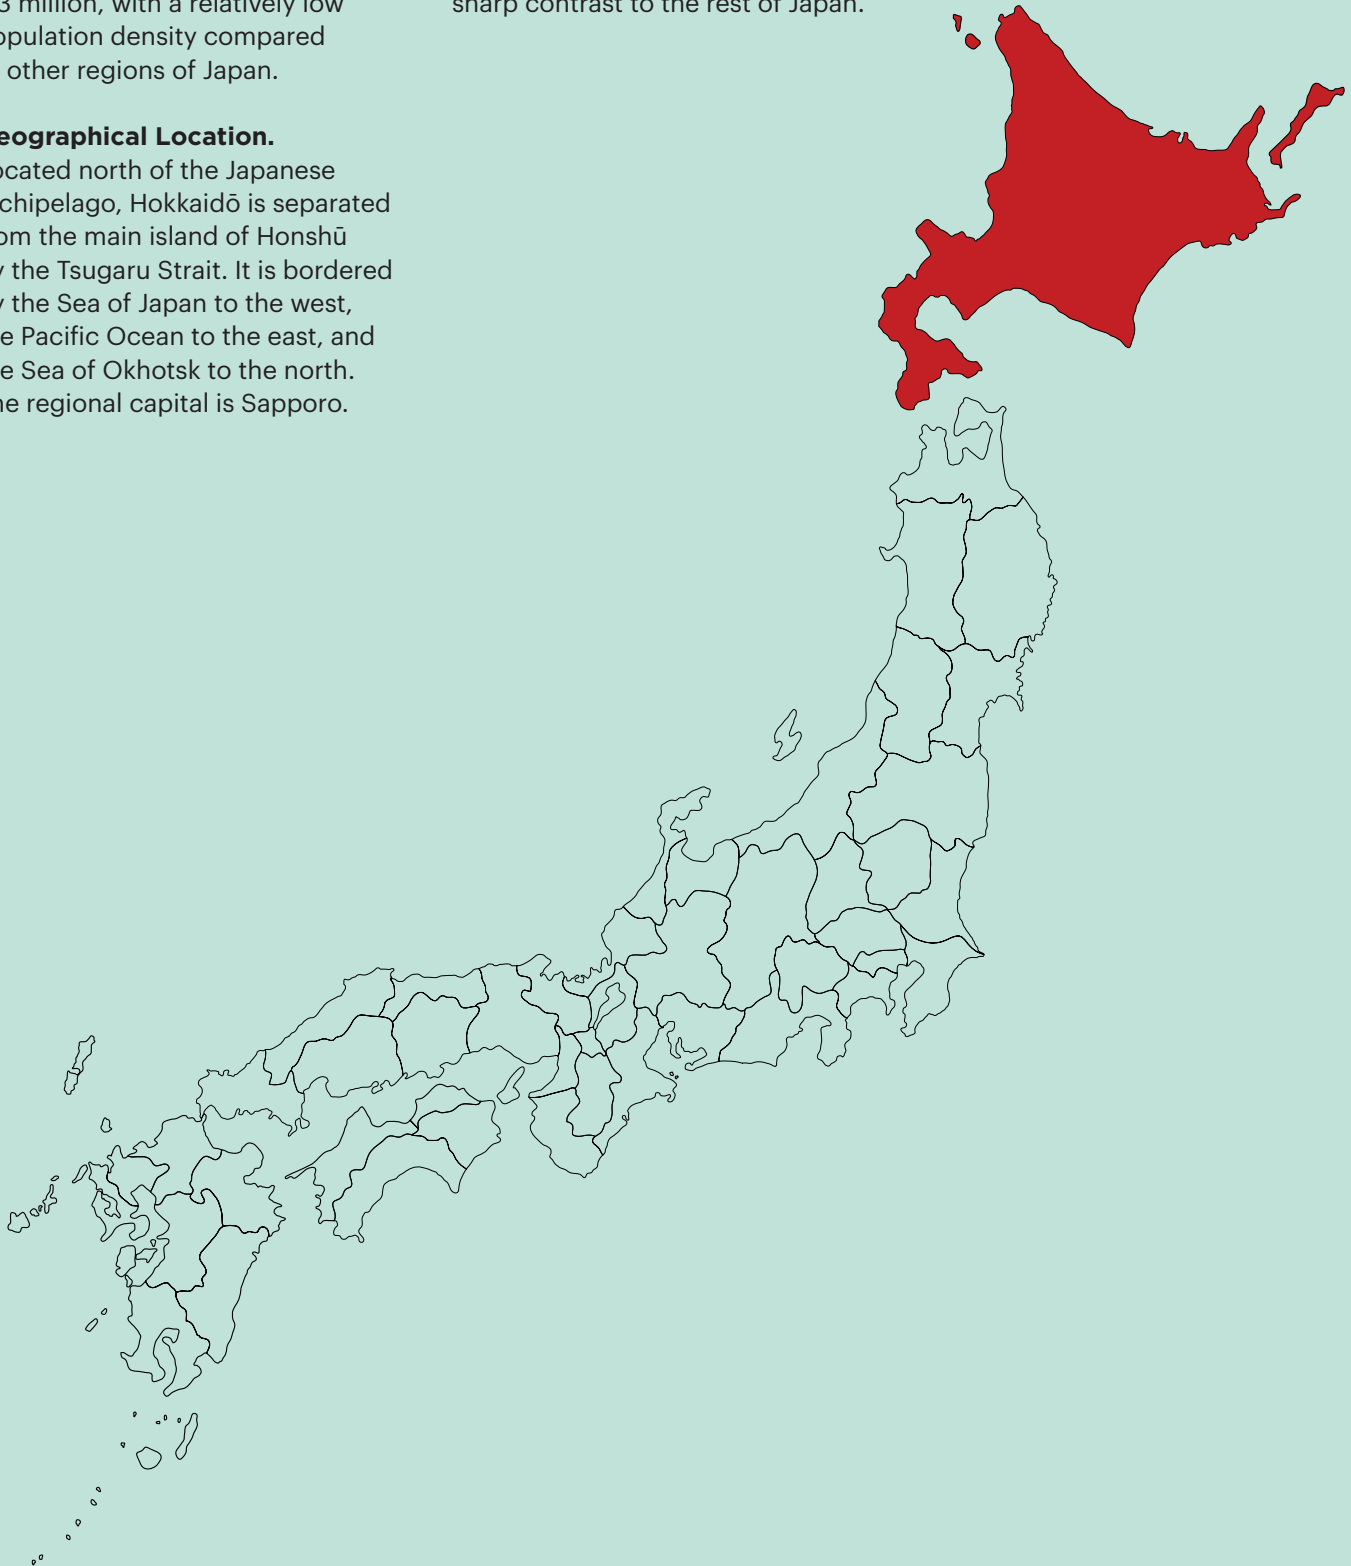 3 million, with a relatively low
opulation density compared
other regions of Japan.
eographical Location.
ocated north of the Japanese
chipelago, Hokkaidō is separated
om the main island of Honshū
y the Tsugaru Strait. It is bordered
y the Sea of Japan to the west,
e Pacific Ocean to the east, and
e Sea of Okhotsk to the north.
he regional capital is Sapporo.
sharp contrast to the rest of Japan.